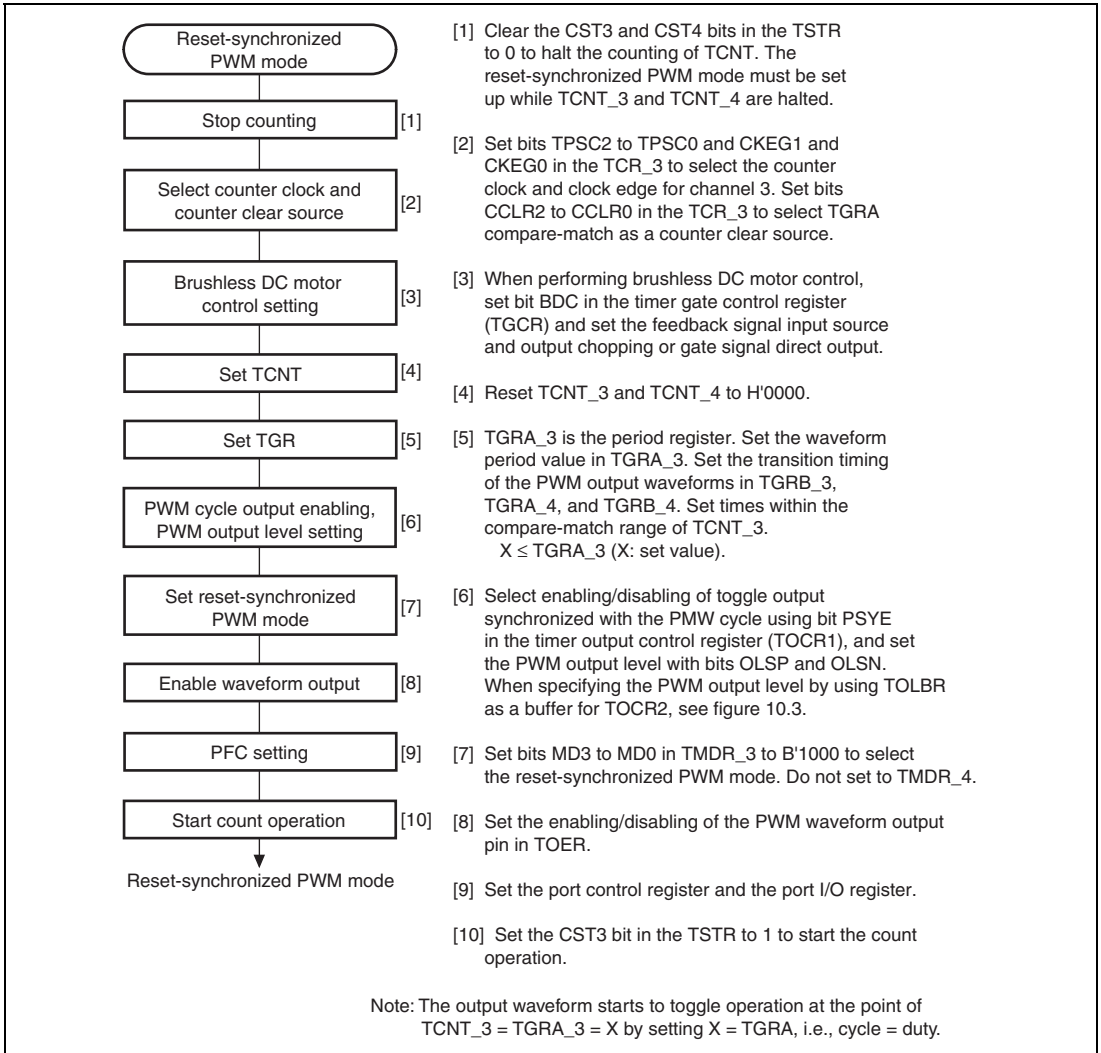 Reset-synchronized
PWM mode
Stop counting
[1]
Select counter clock and
counter clear source
[2]
Brushless DC motor
control setting
[3]
Set TCNT
[4]
Set TGR
[5]
PWM cycle output enabling,
PWM output level setting
[6]
Set reset-synchronized
PWM mode
[7]
Enable waveform output
[8]
PFC setting
[9]
Start count operation
[10]
Reset-synchronized PWM mode
[1] Clear the CST3 and CST4 bits in the TSTR
to 0 to halt the counting of TCNT. The
reset-synchronized PWM mode must be set
up while TCNT_3 and TCNT_4 are halted.
[2] Set bits TPSC2 to TPSC0 and CKEG1 and
CKEG0 in the TCR_3 to select the counter
clock and clock edge for channel 3. Set bits
CCLR2 to CCLR0 in the TCR_3 to select TGRA
compare-match as a counter clear source.
[3] When performing brushless DC motor control,
set bit BDC in the timer gate control register
(TGCR) and set the feedback signal input source
and output chopping or gate signal direct output.
[4] Reset TCNT_3 and TCNT_4 to H'0000.
[5] TGRA_3 is the period register. Set the waveform
period value in TGRA_3. Set the transition timing
of the PWM output waveforms in TGRB_3,
TGRA_4, and TGRB_4. Set times within the
compare-match range of TCNT_3.
X ≤ TGRA_3 (X: set value).
[6] Select enabling/disabling of toggle output
synchronized with the PMW cycle using bit PSYE
in the timer output control register (TOCR1), and set
the PWM output level with bits OLSP and OLSN.
When specifying the PWM output level by using TOLBR
as a buffer for TOCR2, see figure 10.3.
[7] Set bits MD3 to MD0 in TMDR_3 to B'1000 to select
the reset-synchronized PWM mode. Do not set to TMDR_4.
[8] Set the enabling/disabling of the PWM waveform output
pin in TOER.
[9] Set the port control register and the port I/O register.
[10] Set the CST3 bit in the TSTR to 1 to start the count
operation.
Note: The output waveform starts to toggle operation at the point of
TCNT_3 = TGRA_3 = X by setting X = TGRA, i.e., cycle = duty.